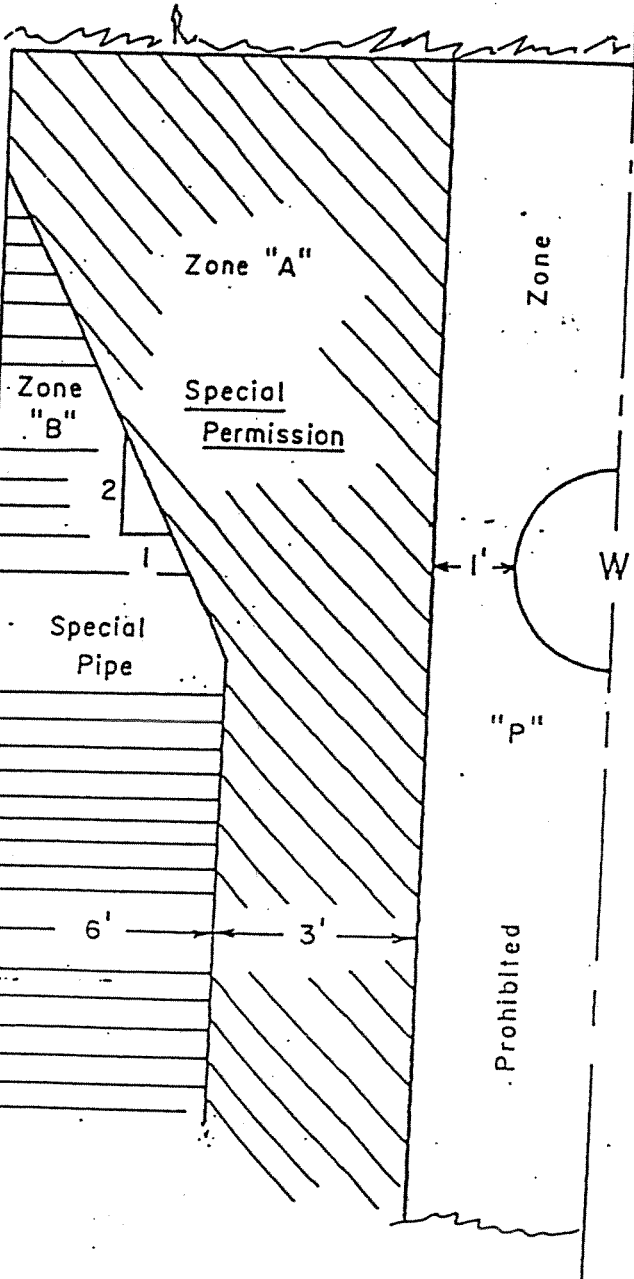 Zone "A"
Zone
Zone
"B"
Special
Permission
2
1
1'
W
Special
Pipe
"P"
6'
3'
Prohibited